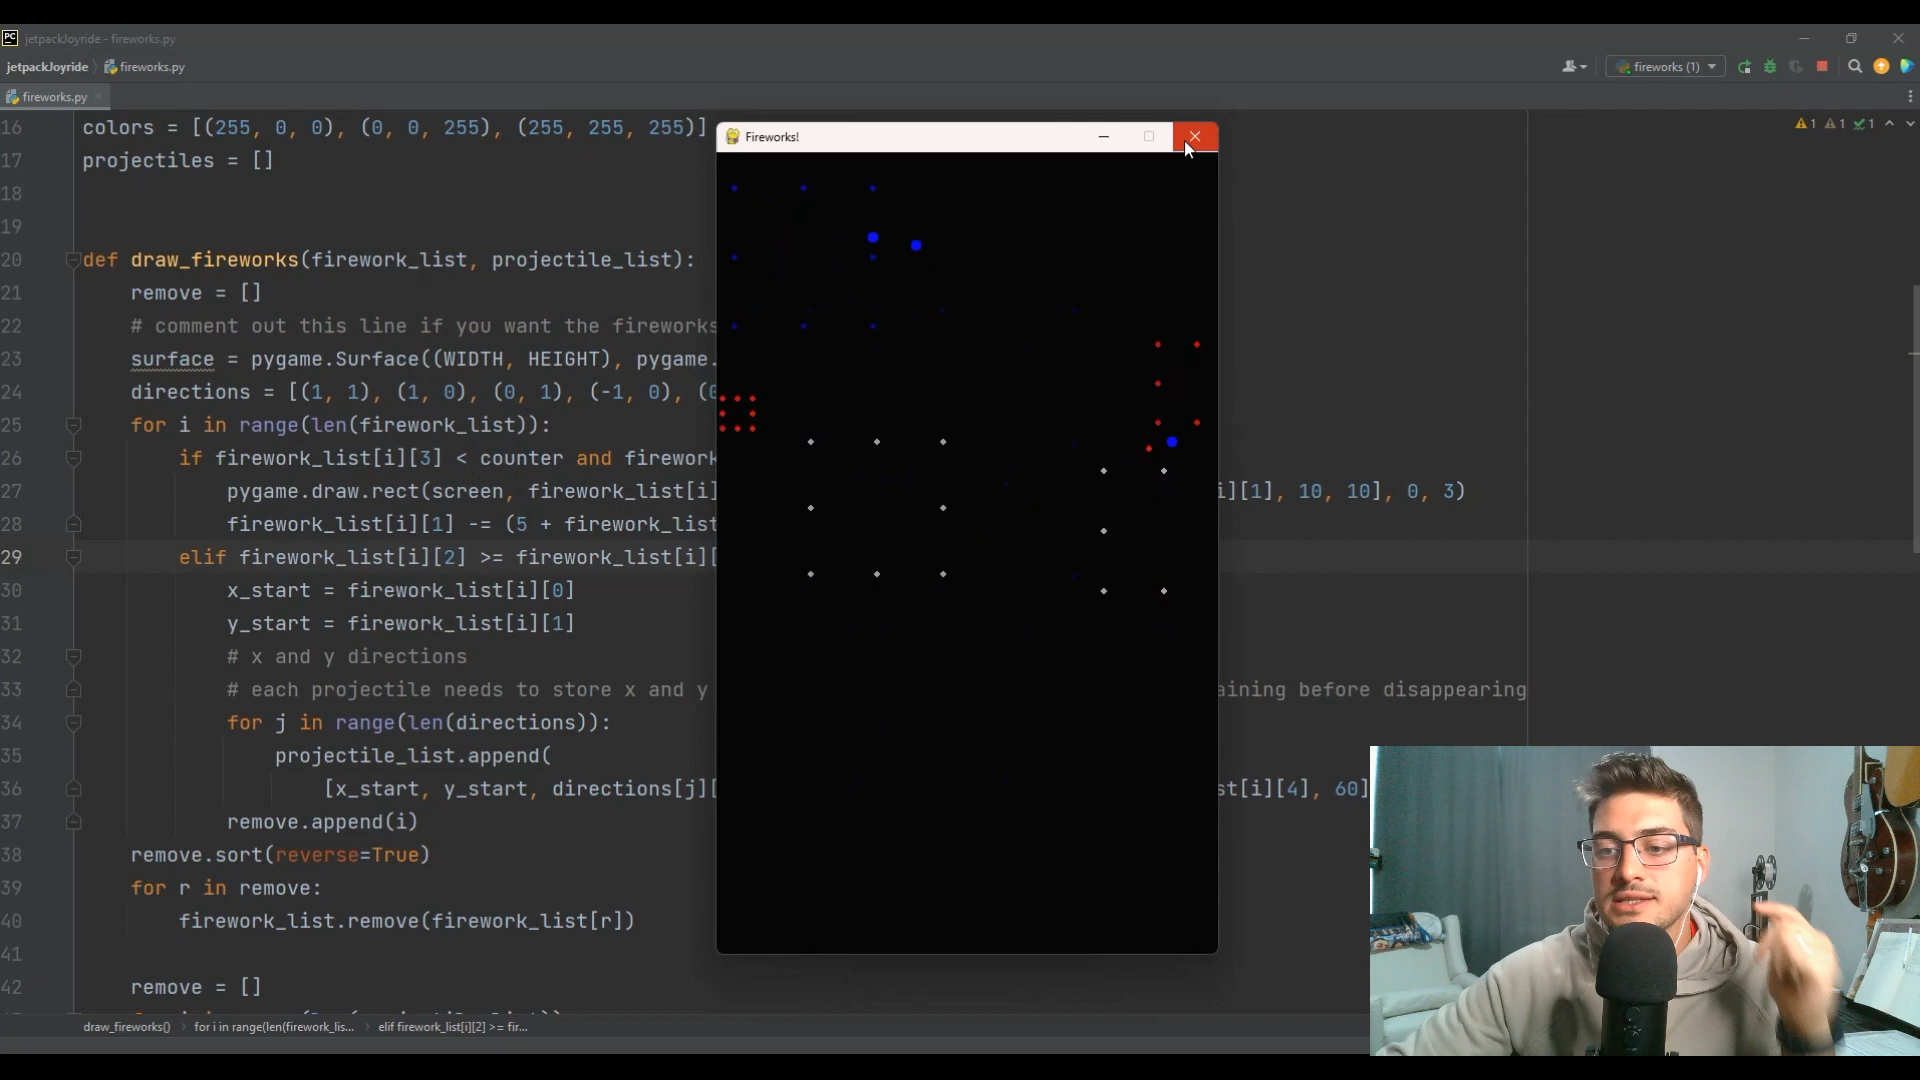 PC jetpackJoyride - fireworks.py
jetpackJoyride fireworks.py
fireworks (1)
fireworks.py
1 1 1
Fireworks!
16 colors = [(255, 0, 0), (0, 0, 255), (255, 255, 255)]
17 projectiles = []
18
19
20 def draw_fireworks(firework_list, projectile_list):
21 remove = []
22 # comment out this line if you want the fireworks
23 surface = pygame.Surface((WIDTH, HEIGHT), pygame.
24 directions = [(1, 1), (1, 0), (0, 1), (-1, 0), (0
25 for i in range(len(firework_list)):
26 if firework_list[i][3] < counter and firework
27 pygame.draw.rect(screen, firework_list[i] i][1], 10, 10], 0, 3)
28 firework_list[i][1] -= (5 + firework_list
29 elif firework_list[i][2] >= firework_list[i][
30 x_start = firework_list[i][0]
31 y_start = firework_list[i][1]
32 # x and y directions
33 # each projectile needs to store x and y aining before disappearing
34 for j in range(len(directions)):
35 projectile_list.append(
36 [x_start, y_start, directions[j][ st[i][4], 60]
37 remove.append(i)
38 remove.sort(reverse=True)
39 for r in remove:
40 firework_list.remove(firework_list[r])
41
42 remove = []
draw_fireworks() for i in range(len(firework_lis... elif firework_list[i][2] >= fir...